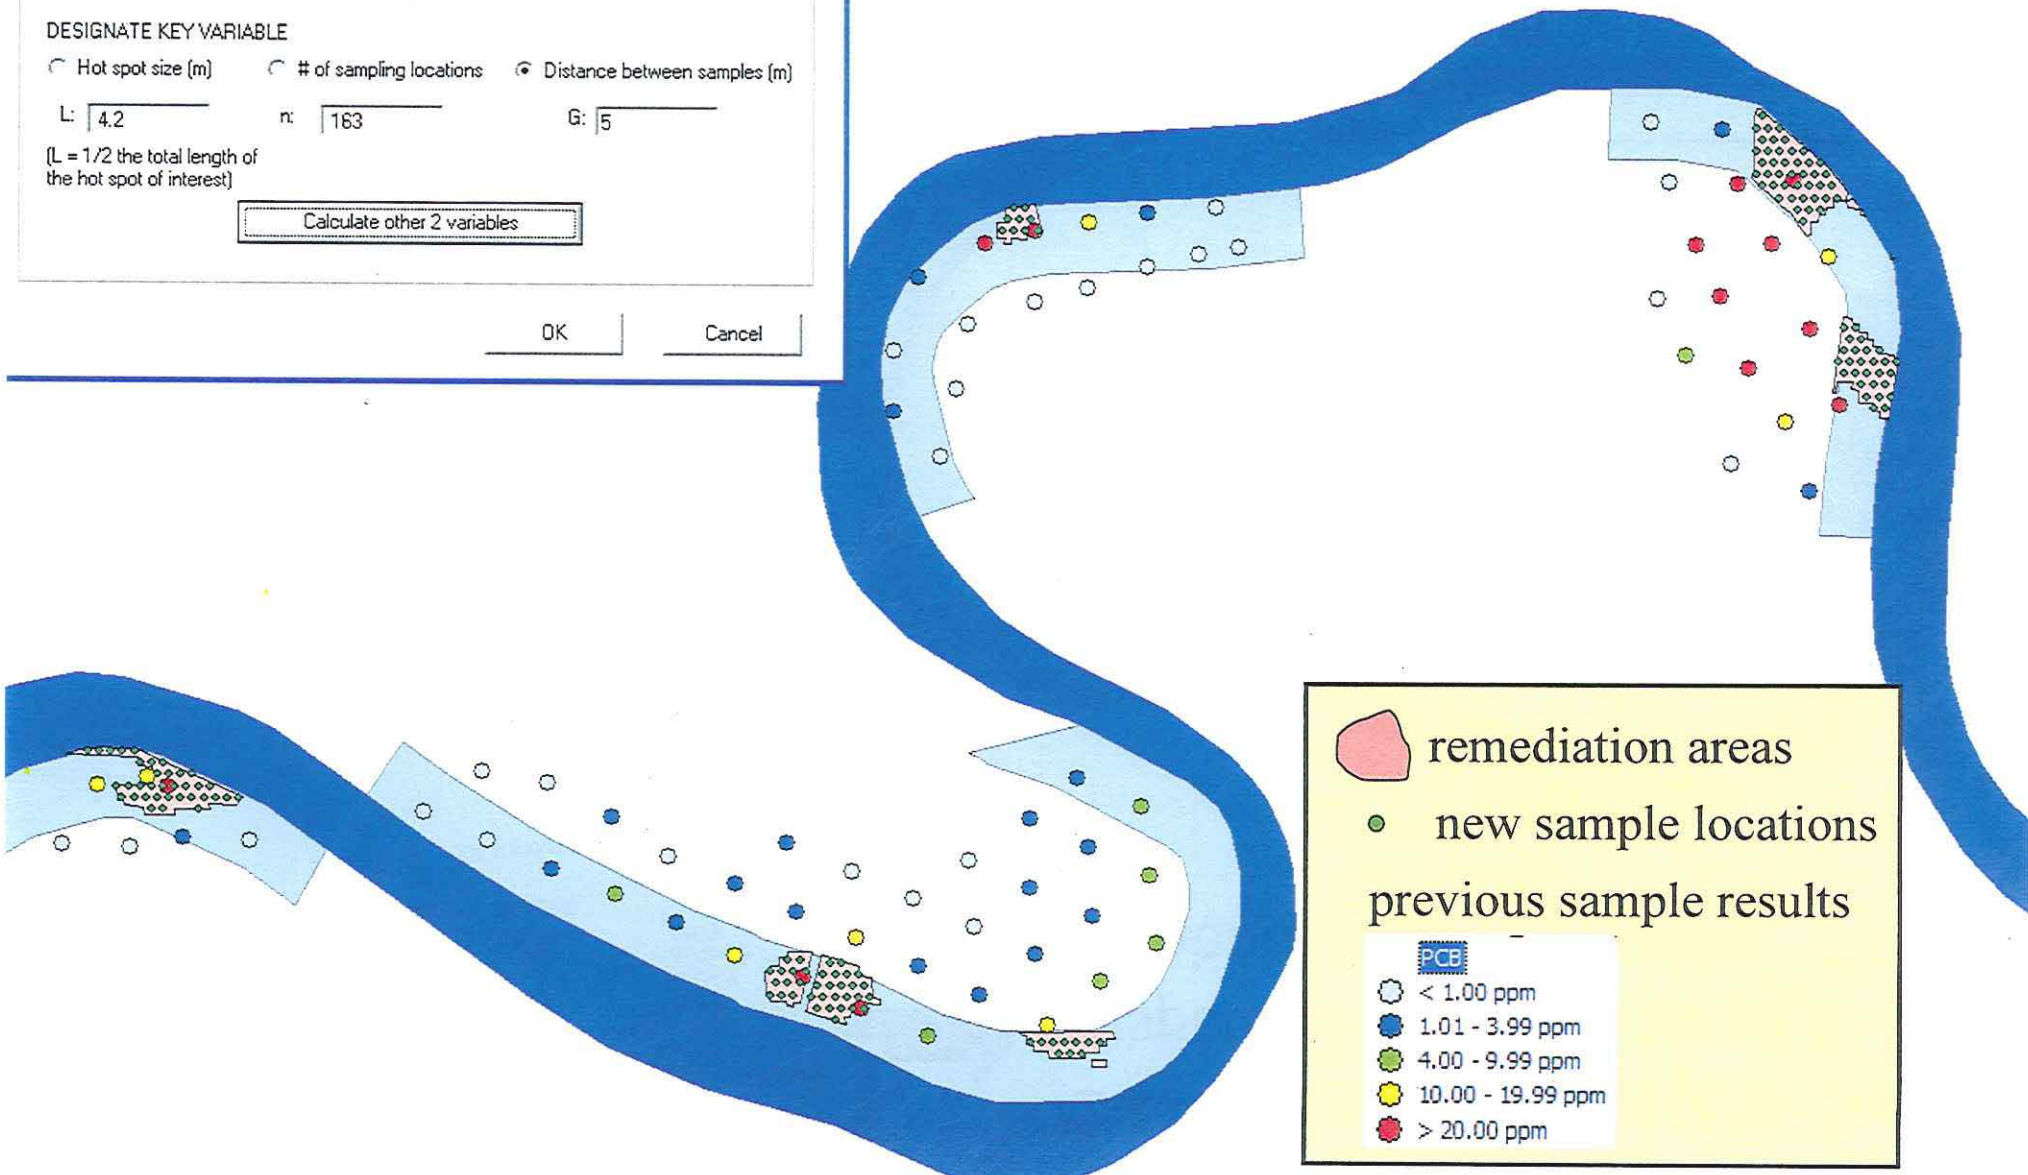 DESIGNATE KEY VARIABLE
Hot spot size (m) # of sampling locations Distance between samples (m)
L: 4.2 n: 163 G: 5
(L = 1/2 the total length of
the hot spot of interest)
Calculate other 2 variables
OK Cancel
remediation areas
new sample locations
previous sample results
PCB
< 1.00 ppm
1.01 - 3.99 ppm
4.00 - 9.99 ppm
10.00 - 19.99 ppm
> 20.00 ppm